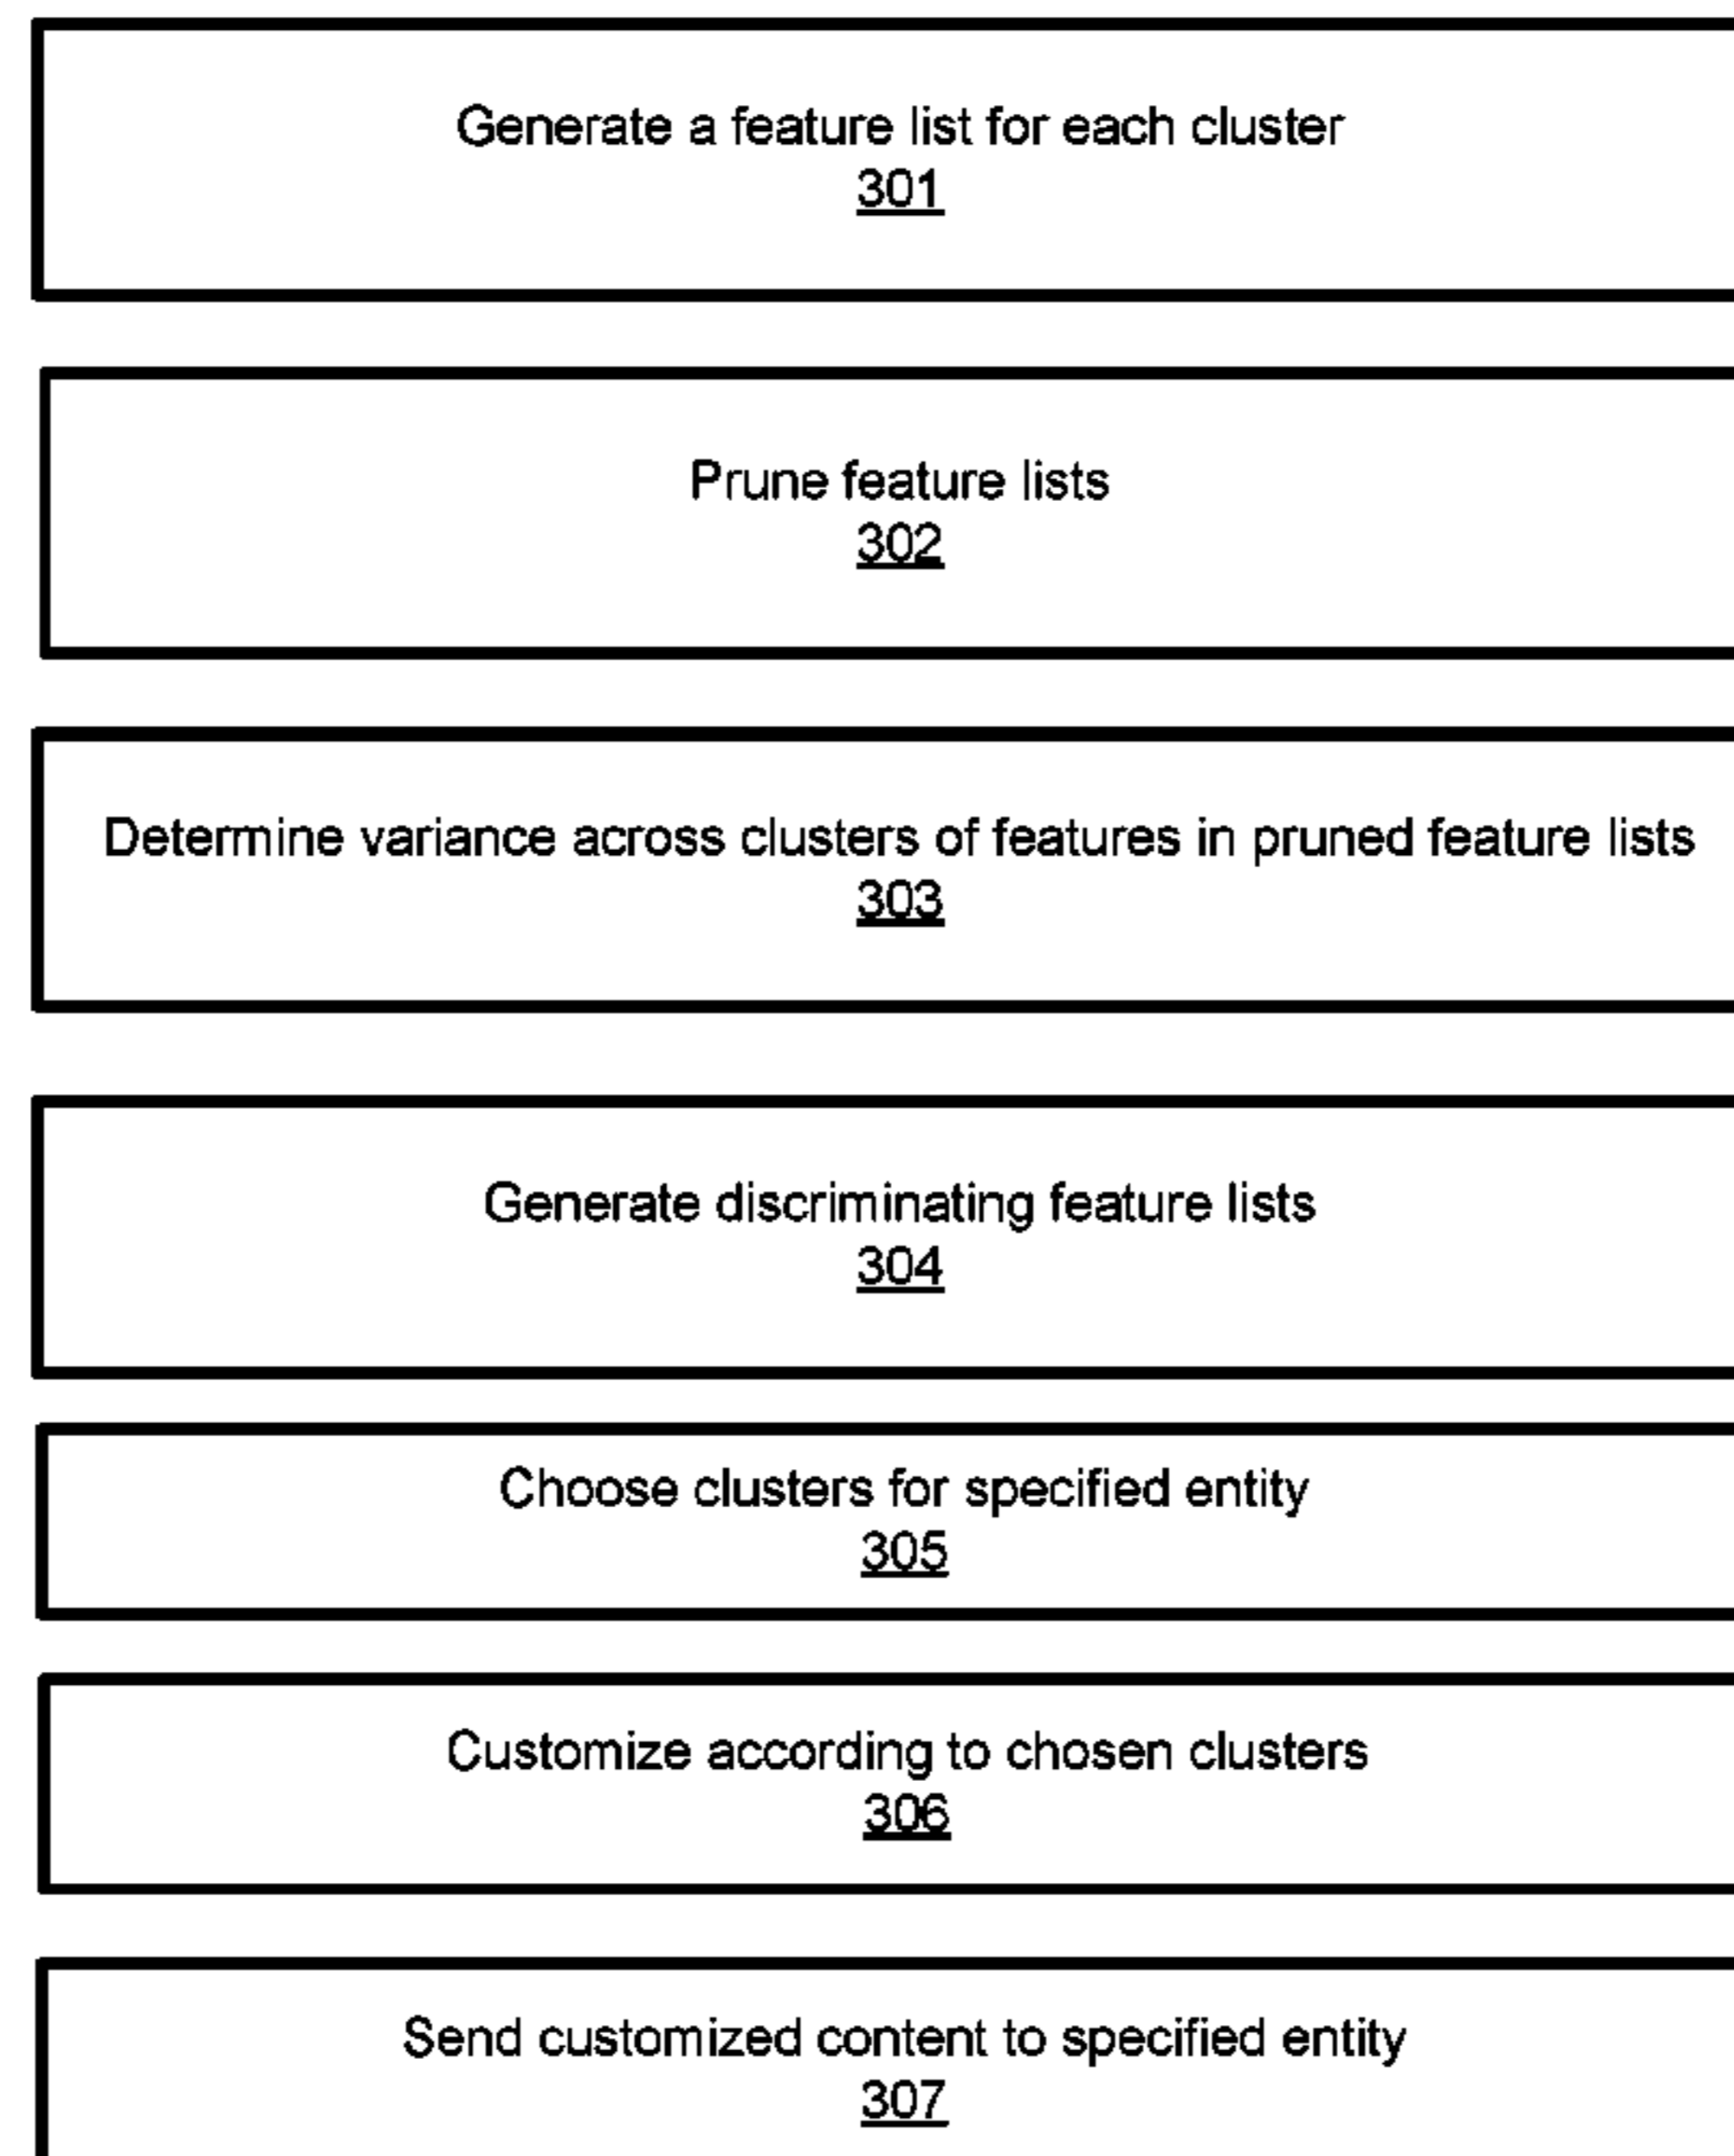 Generate a feature list for each cluster
301
Prune feature lists
302
Determine variance across clusters of features in pruned feature lists
303
Generate discriminating feature lists
304
Choose clusters for specified entity
305
Customize according to chosen clusters
306
Send customized content to specified entity
307